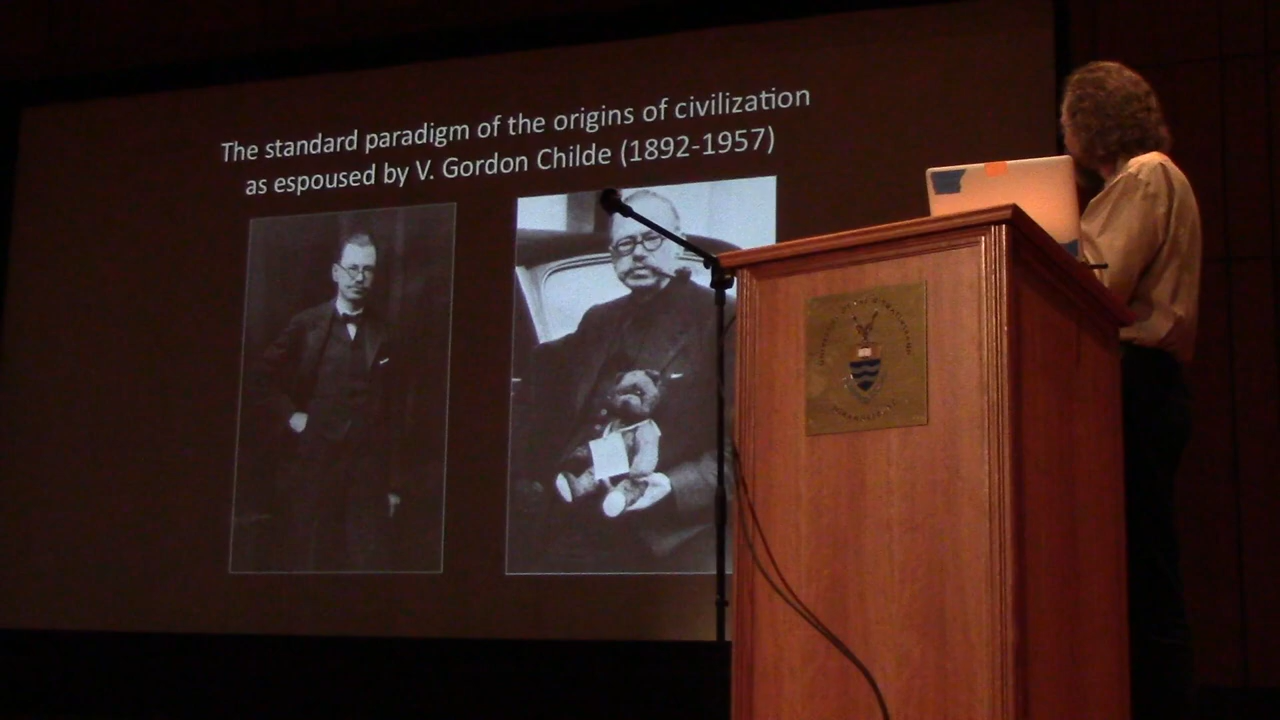 The standard paradigm of the origins of civilization
as espoused by V. Gordon Childe (1892-1957)